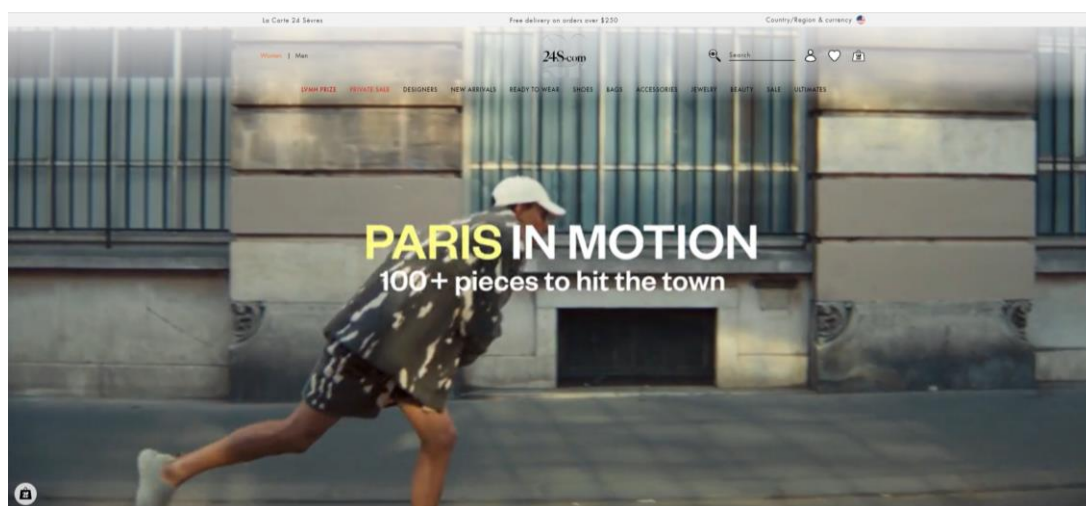 La Carte 24 Sèvres
Free delivery on orders over $250
Country/Region & currency
Women | Men
24S.com
Search
LVMH PRIZE PRIVATE SALE DESIGNERS NEW ARRIVALS READY TO WEAR SHOES BAGS ACCESSORIES JEWELRY BEAUTY SALE ULTIMATES
PARIS IN MOTION
100+ pieces to hit the town